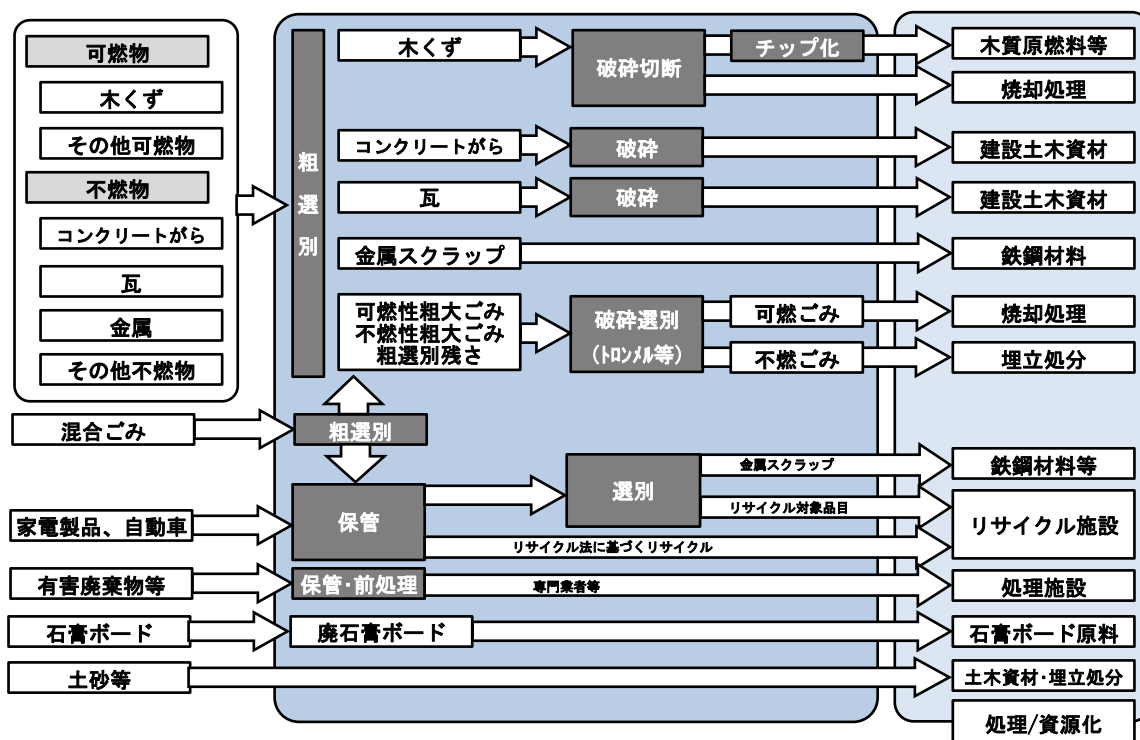 可燃物
木くず
その他可燃物
不燃物
コンクリートがら
瓦
金属
その他不燃物
混合ごみ
家電製品、自動車
有害廃棄物等
石膏ボード
土砂等
粗選別
木くず
破砕切断
チップ化
コンクリートがら
破砕
瓦
破砕
金属スクラップ
可燃性粗大ごみ
不燃性粗大ごみ
粗選別残さ
破砕選別
(ﾄﾛﾝﾒﾙ等)
可燃ごみ
不燃ごみ
粗選別
保管
選別
金属スクラップ
リサイクル対象品目
リサイクル法に基づくリサイクル
保管･前処理
専門業者等
廃石膏ボード
木質原燃料等
焼却処理
建設土木資材
建設土木資材
鉄鋼材料
焼却処理
埋立処分
鉄鋼材料等
リサイクル施設
処理施設
石膏ボード原料
土木資材･埋立処分
処理/資源化